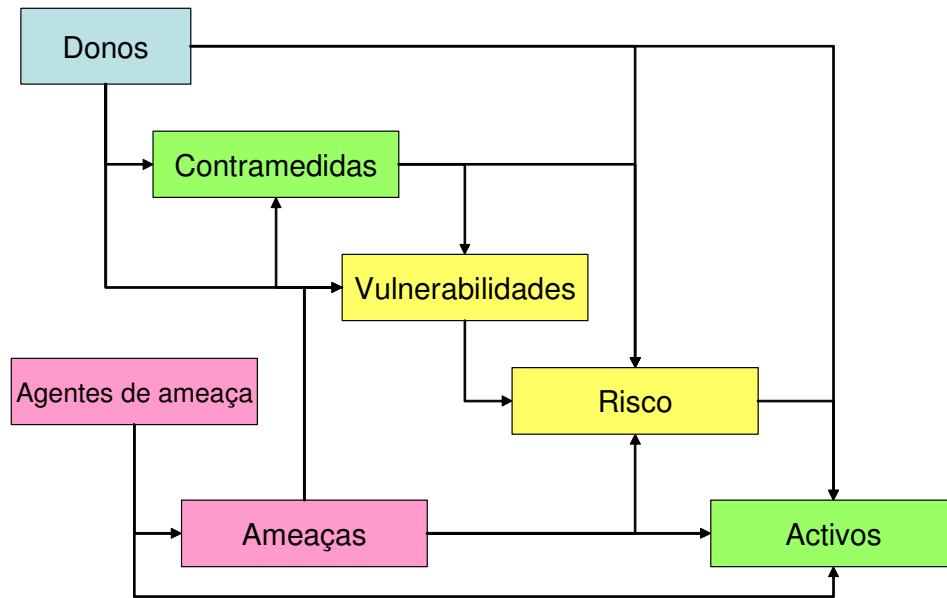 Donos
Contramedidas
Vulnerabilidades
Agentes de ameaça
Risco
Ameaças
Activos